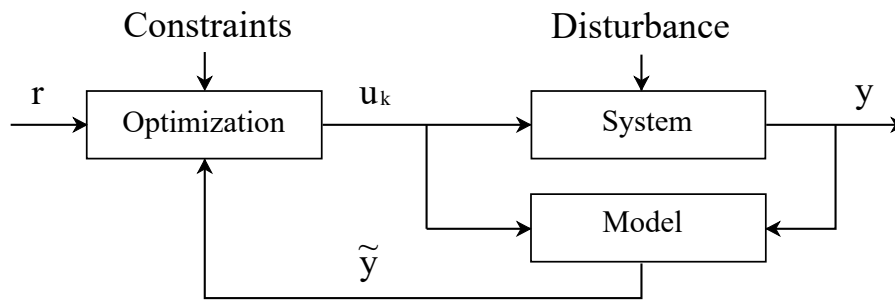 Constraints
Disturbance
r
Optimization
uₖ
System
y
Model
ỹ